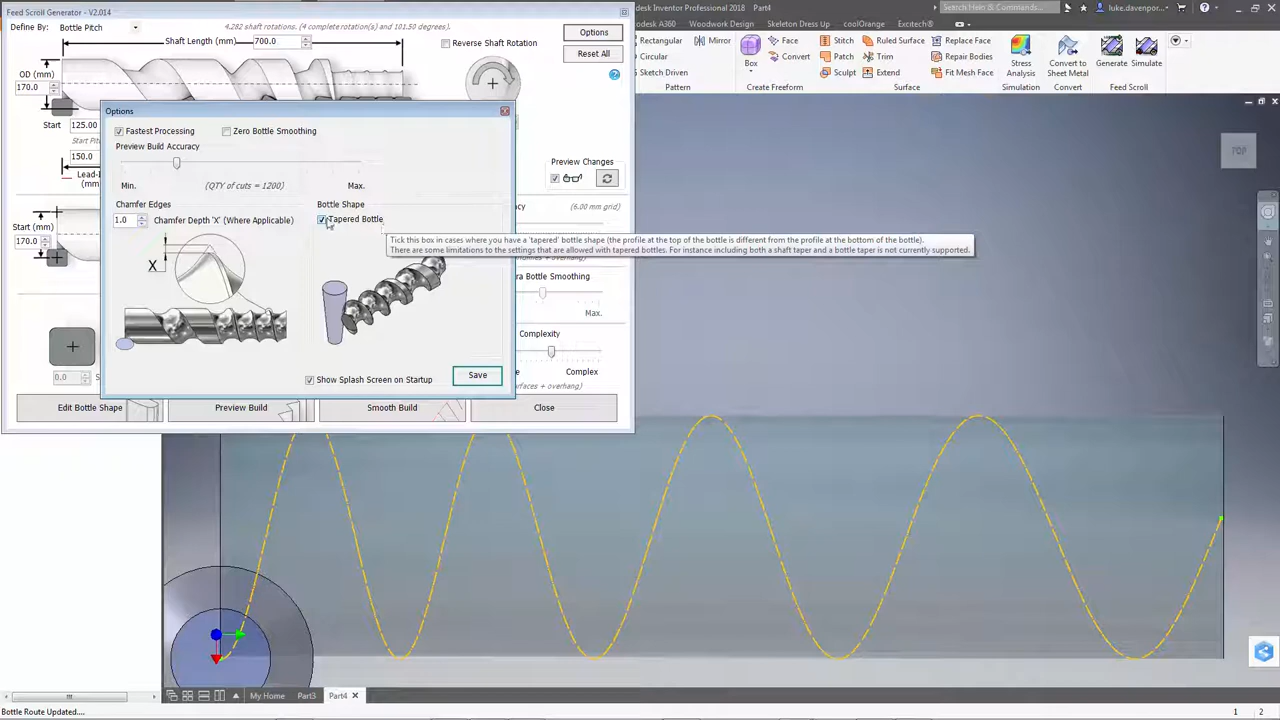 Feed Scroll Generator - V2.014
Autodesk Inventor Professional 2018 Part4
Search Help & Commands...
luke.davenpor...
Define By: Bottle Pitch
4.282 shaft rotations. (4 complete rotation(s) and 101.50 degrees.)
Options
Shaft Length (mm) 700.0
Reverse Shaft Rotation
Reset All
OD (mm)
170.0
Start 125.00
150.0
Lead-I
(mm)
Start (mm)
170.0
0.0
Autodesk A360 Woodwork Design Sunglass coolOrange Excitech®
Rectangular Mirror
Circular
Sketch Driven
Pattern
Box
Face
Convert
Create Freeform
Stitch Ruled Surface Replace Face
Patch Trim Repair Bodies
Sculpt Extend Fit Mesh Face
Surface
Stress
Analysis
Simulation
Convert to
Sheet Metal
Convert
Generate Simulate
Feed Scroll
Options
Fastest Processing Zero Bottle Smoothing
Preview Build Accuracy
Min. (QTY of cuts = 1200) Max.
Chamfer Edges
1.0 Chamfer Depth 'X' (Where Applicable)
X
Bottle Shape
Tapered Bottle
Tick this box in cases where you have a 'tapered' bottle shape (the profile at the top of the bottle is different from the profile at the bottom of the bottle).
There are some limitations to the settings that are allowed with tapered bottles. For instance including both a shaft taper and a bottle taper is not currently supported.
Show Splash Screen on Startup
Save
Preview Changes
(6.00 mm grid)
ra Bottle Smoothing
Max.
Complexity
Complex
Edit Bottle Shape Preview Build Smooth Build Close
TOP
My Home Part3 Part4
Bottle Route Updated....
1 2